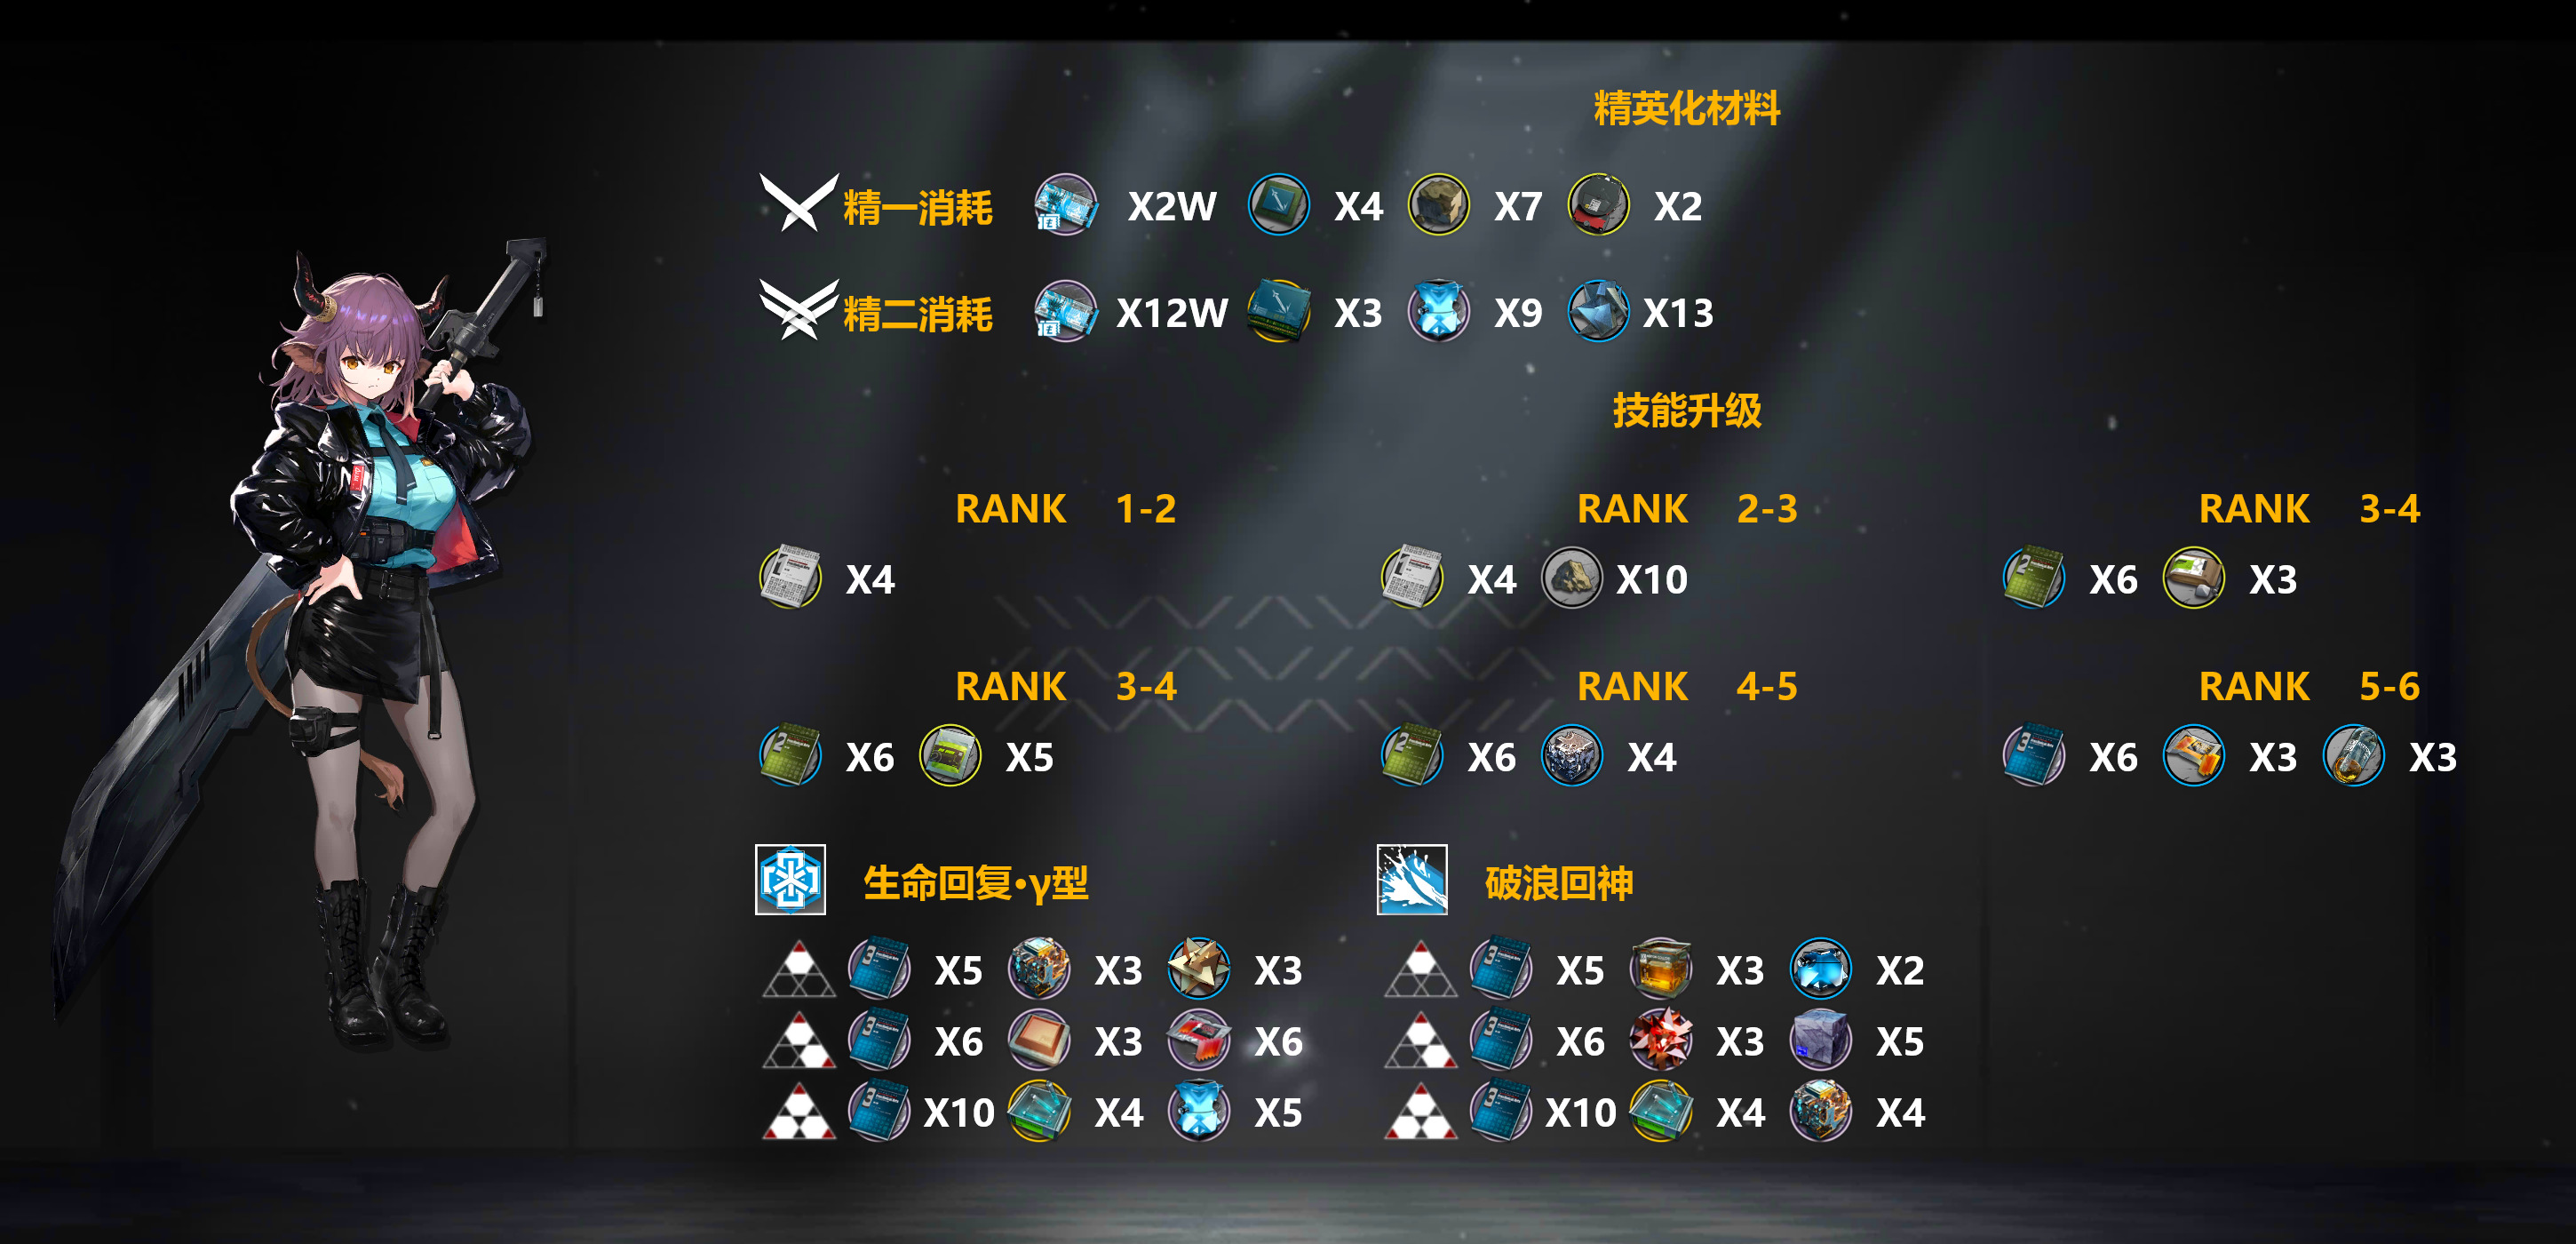 精英化材料
精一消耗 X2W X4 X7 X2
精二消耗 X12W X3 X9 X13
技能升级
RANK 1-2 RANK 2-3 RANK 3-4
X4 X4 X10 X6 X3
RANK 3-4 RANK 4-5 RANK 5-6
X6 X5 X6 X4 X6 X3 X3
生命回复·γ型 破浪回神
X5 X3 X3 X5 X3 X2
X6 X3 X6 X6 X3 X5
X10 X4 X5 X10 X4 X4